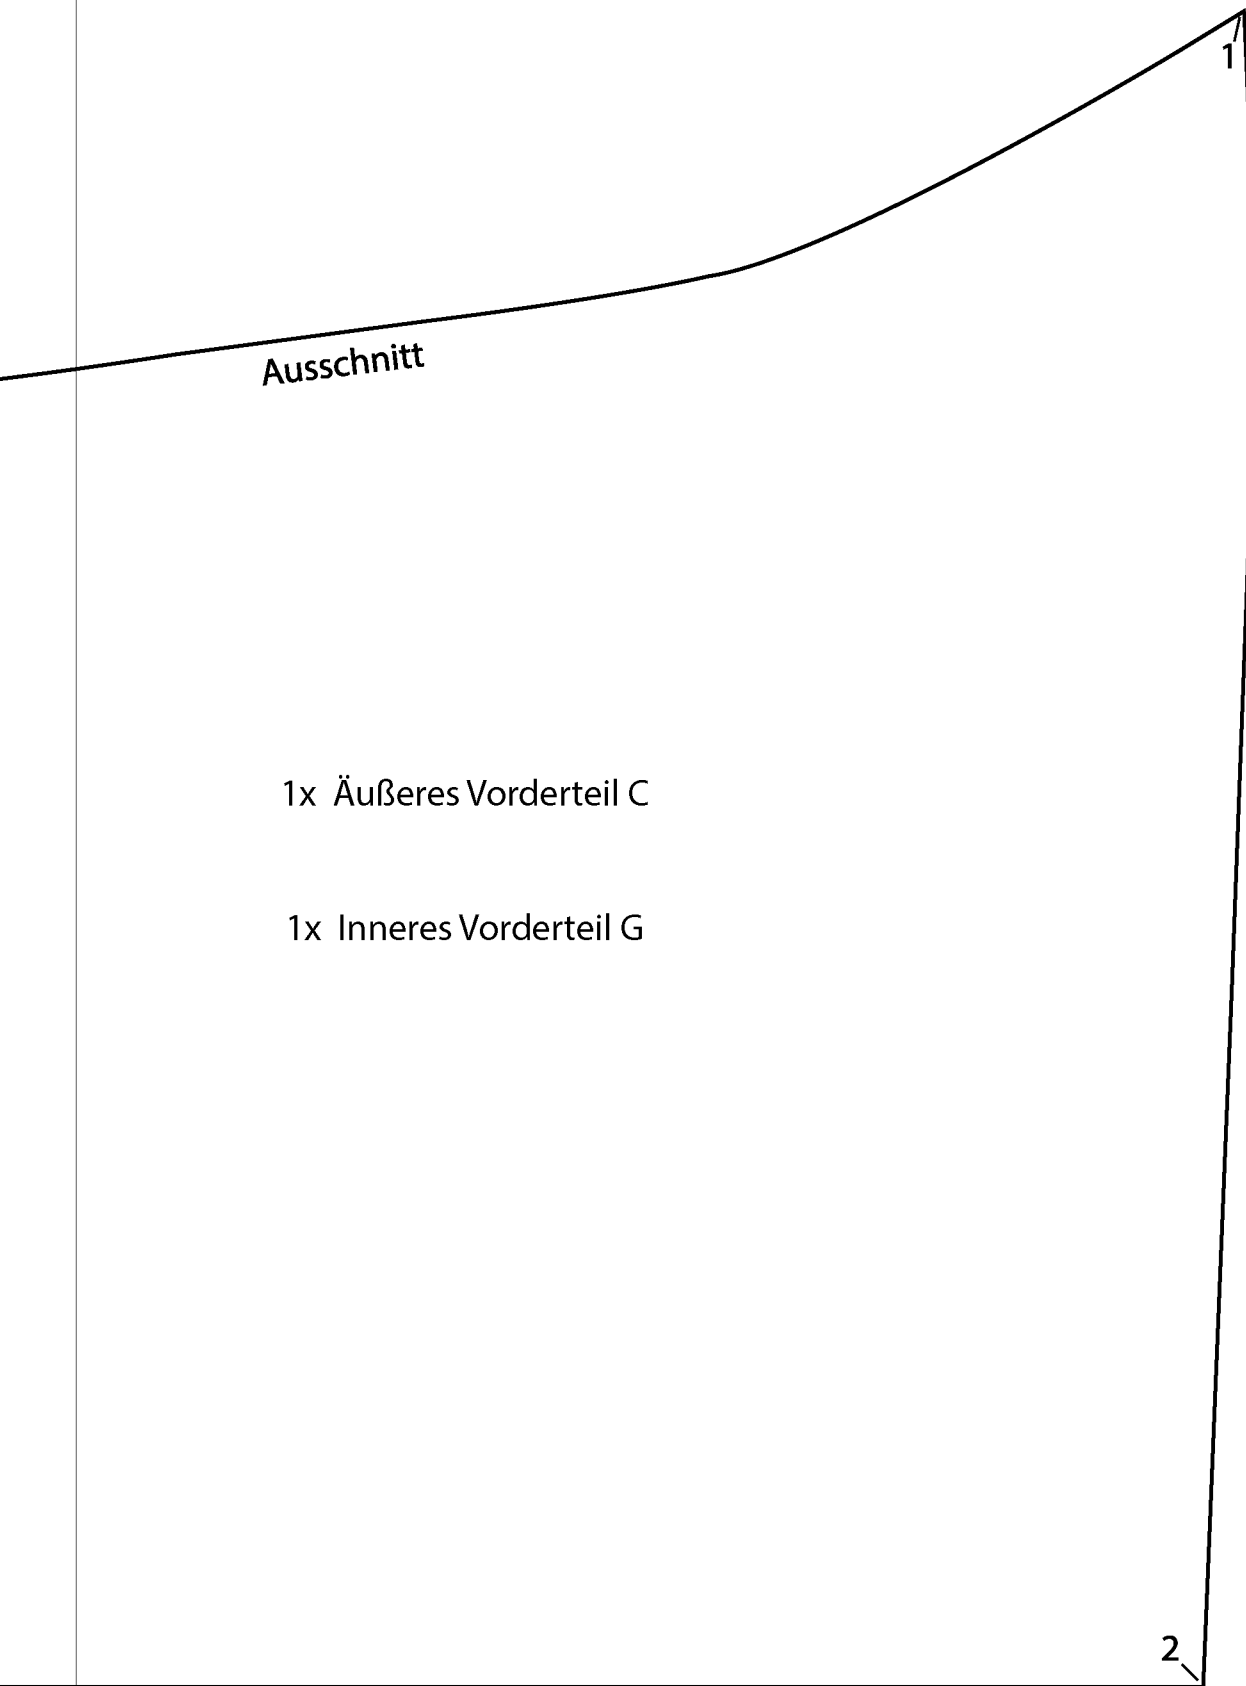 1
Ausschnitt
1x Äußeres Vorderteil C
1x Inneres Vorderteil G
2